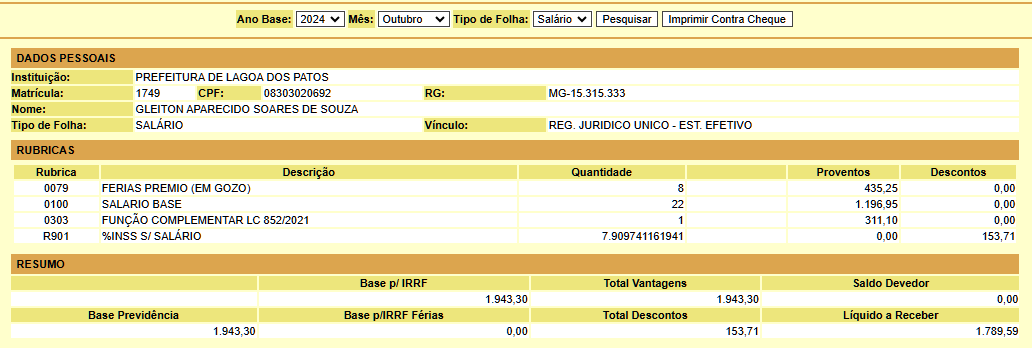 Ano Base: 2024 Mês: Outubro Tipo de Folha: Salário Pesquisar Imprimir Contra Cheque
DADOS PESSOAIS
Instituição: PREFEITURA DE LAGOA DOS PATOS
Matrícula: 1749 CPF: 08303020692 RG: MG-15.315.333
Nome: GLEITON APARECIDO SOARES DE SOUZA
Tipo de Folha: SALÁRIO Vínculo: REG. JURIDICO UNICO - EST. EFETIVO
RUBRICAS
Rubrica Descrição Quantidade Proventos Descontos
0079 FERIAS PREMIO (EM GOZO) 8 435,25 0,00
0100 SALARIO BASE 22 1.196,95 0,00
0303 FUNÇÃO COMPLEMENTAR LC 852/2021 1 311,10 0,00
R901 %INSS S/ SALÁRIO 7.909741161941 0,00 153,71
RESUMO
Base p/ IRRF Total Vantagens Saldo Devedor
1.943,30 1.943,30 0,00
Base Previdência Base p/IRRF Férias Total Descontos Líquido a Receber
1.943,30 0,00 153,71 1.789,59